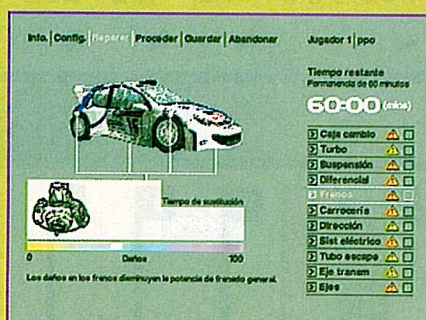 Info. Config. Reparar Proceder Guardar Abandonar
Jugador 1 ppo
Tiempo restante
Permanencia de 60 minutos
60:00 (mins)
Caja cambio
Turbo
Suspensión
Diferencial
Frenos
Carrocería
Dirección
Sist eléctrico
Tubo escape
Eje transm
Ejes
Tiempo de sustitución
0 Daños 100
Los daños en los frenos disminuyen la potencia de frenado general.